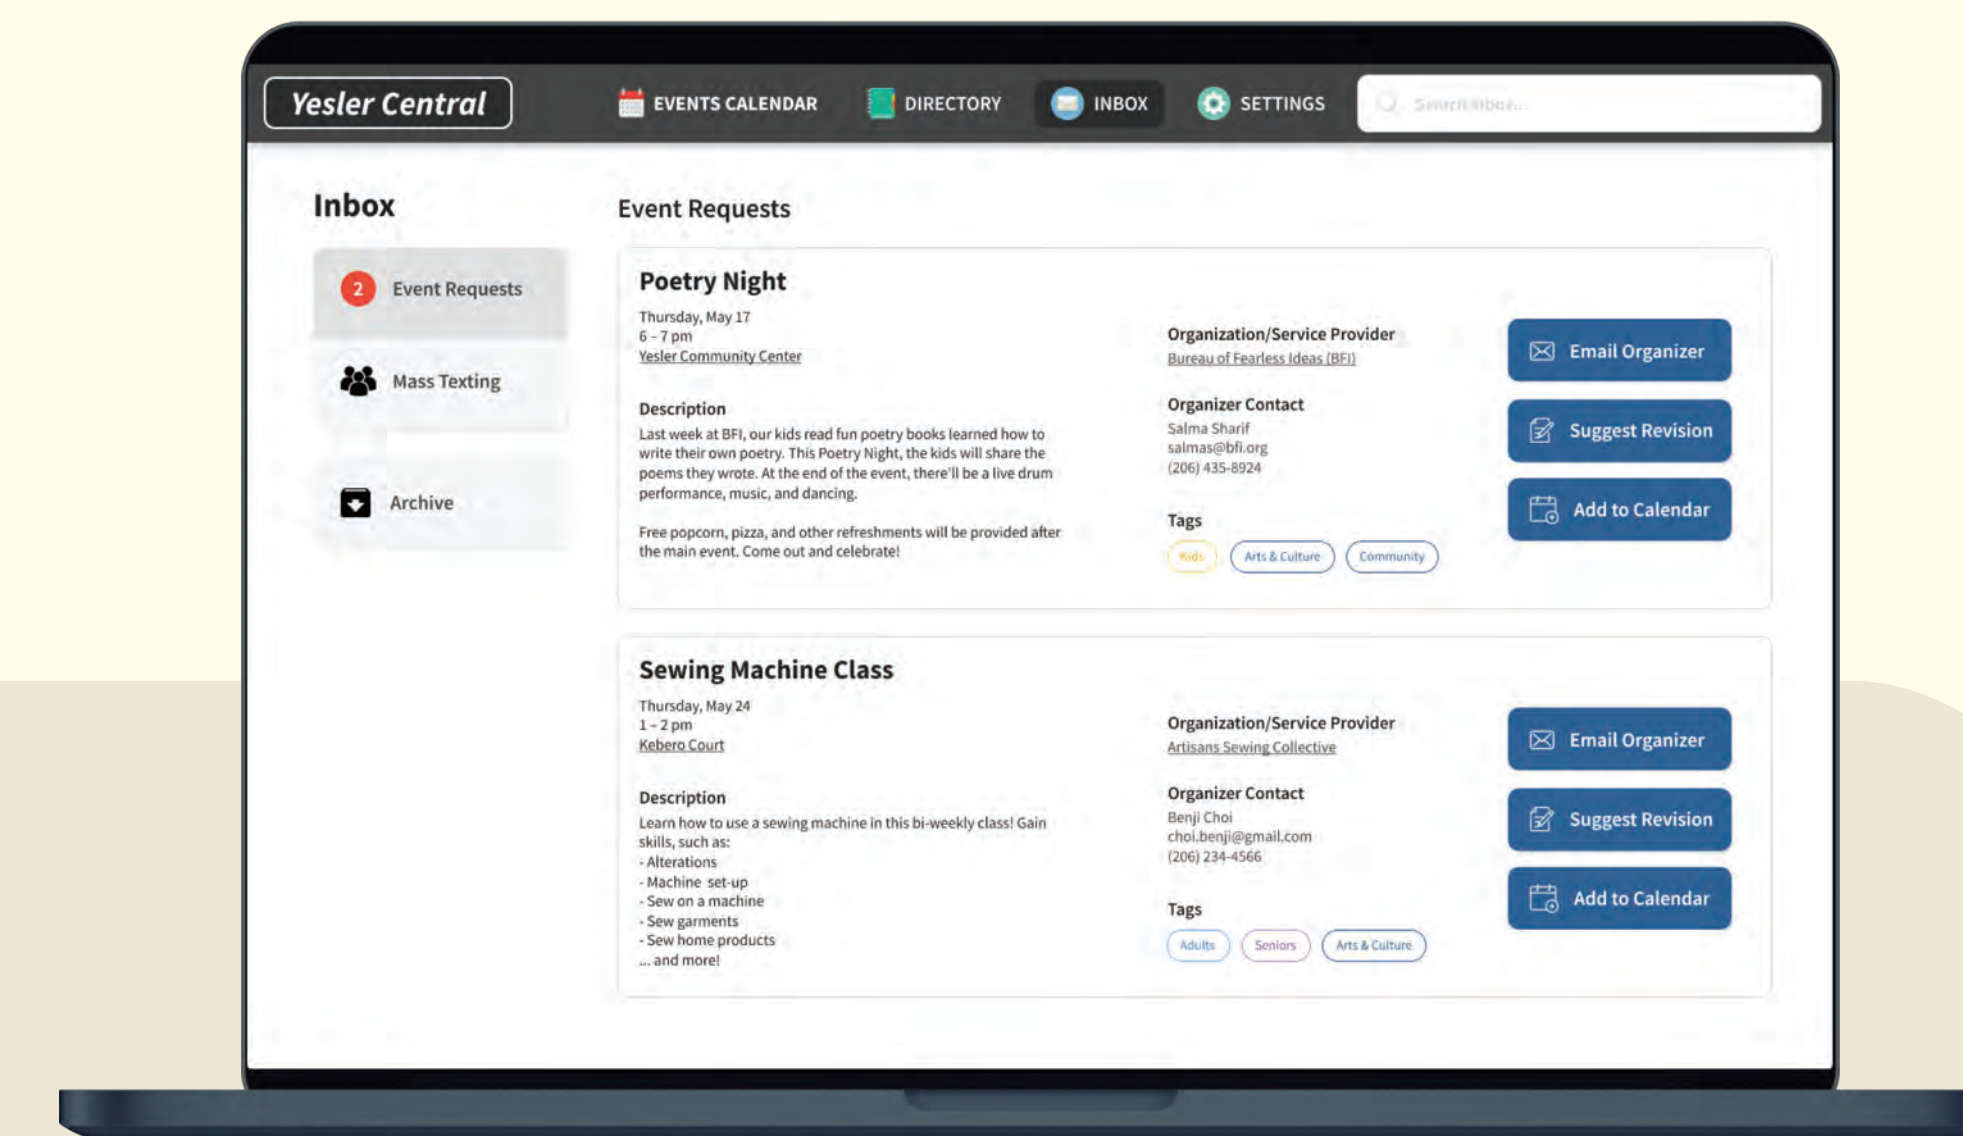 Yesler Central
EVENTS CALENDAR
DIRECTORY
INBOX
SETTINGS
Search inbox...
Inbox
2 Event Requests
Mass Texting
Archive
Event Requests
Poetry Night
Thursday, May 17
6 – 7 pm
Yesler Community Center
Description
Last week at BFI, our kids read fun poetry books learned how to
write their own poetry. This Poetry Night, the kids will share the
poems they wrote. At the end of the event, there'll be a live drum
performance, music, and dancing.
Free popcorn, pizza, and other refreshments will be provided after
the main event. Come out and celebrate!
Organization/Service Provider
Bureau of Fearless Ideas (BFI)
Organizer Contact
Salma Sharif
salmas@bfi.org
(206) 435-8924
Tags
Kids
Arts & Culture
Community
Email Organizer
Suggest Revision
Add to Calendar
Sewing Machine Class
Thursday, May 24
1 – 2 pm
Kebero Court
Description
Learn how to use a sewing machine in this bi-weekly class! Gain
skills, such as:
- Alterations
- Machine set-up
- Sew on a machine
- Sew garments
- Sew home products
... and more!
Organization/Service Provider
Artisans Sewing Collective
Organizer Contact
Benji Choi
choi.benji@gmail.com
(206) 234-4566
Tags
Adults
Seniors
Arts & Culture
Email Organizer
Suggest Revision
Add to Calendar